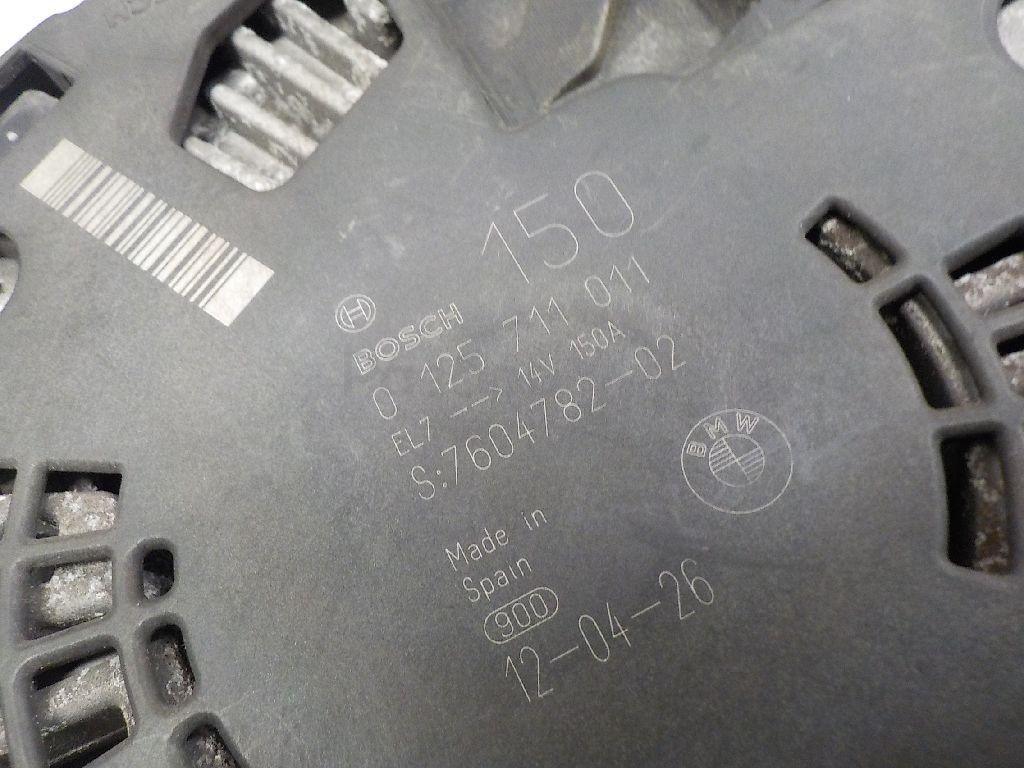 150
BOSCH
0 125 711 011
EL7 --> 14V 150A
S:7604782-02
BMW
Made in
Spain
900
12-04-26